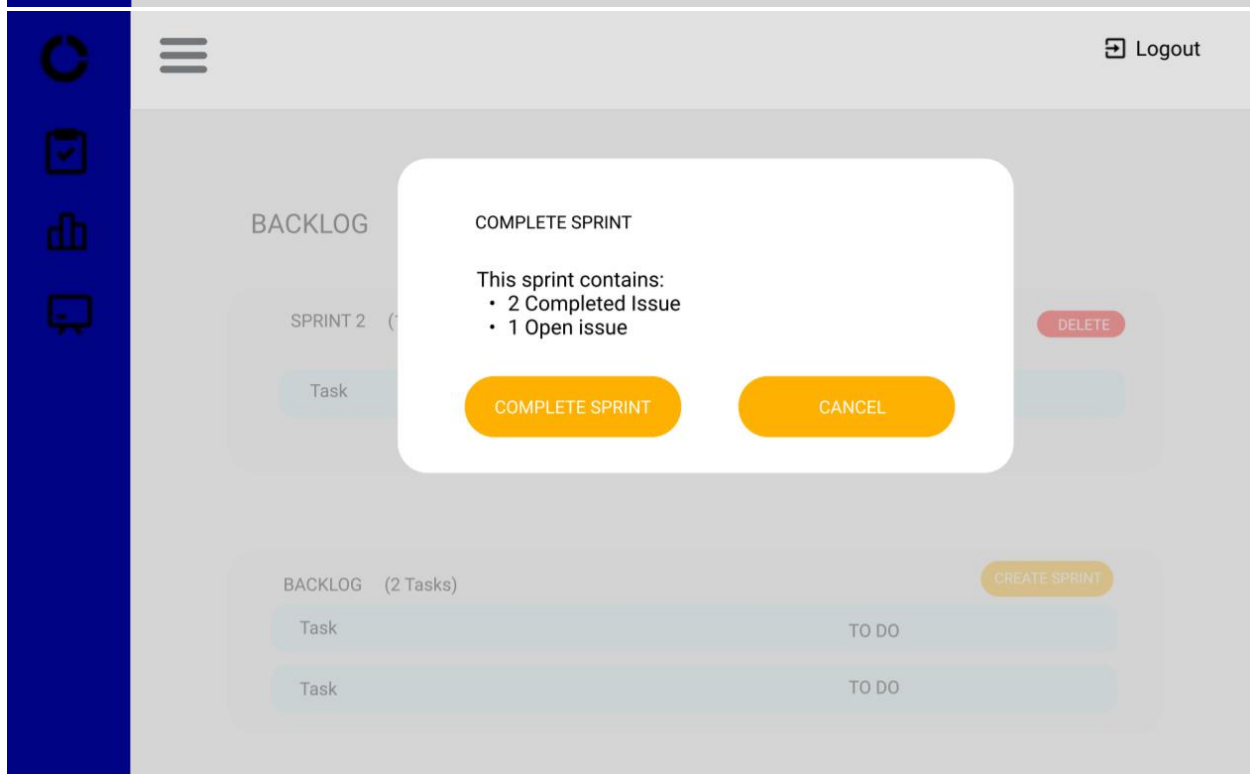 Logout
BACKLOG
COMPLETE SPRINT
This sprint contains:
• 2 Completed Issue
• 1 Open issue
SPRINT 2 (
DELETE
Task
COMPLETE SPRINT CANCEL
BACKLOG (2 Tasks) CREATE SPRINT
Task TO DO
Task TO DO